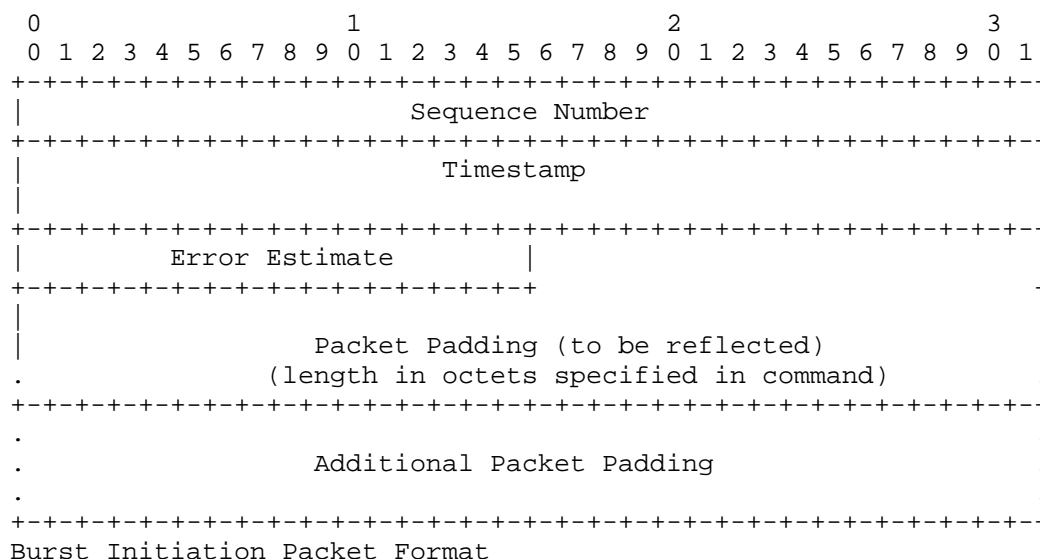 0                   1                   2                   3
0 1 2 3 4 5 6 7 8 9 0 1 2 3 4 5 6 7 8 9 0 1 2 3 4 5 6 7 8 9 0 1
+-+-+-+-+-+-+-+-+-+-+-+-+-+-+-+-+-+-+-+-+-+-+-+-+-+-+-+-+-+-+-+-+-
|                        Sequence Number
+-+-+-+-+-+-+-+-+-+-+-+-+-+-+-+-+-+-+-+-+-+-+-+-+-+-+-+-+-+-+-+-+-
|                          Timestamp
|
+-+-+-+-+-+-+-+-+-+-+-+-+-+-+-+-+-+-+-+-+-+-+-+-+-+-+-+-+-+-+-+-+-
|         Error Estimate        |
+-+-+-+-+-+-+-+-+-+-+-+-+-+-+-+-+                               -
|
|                  Packet Padding (to be reflected)
.               (length in octets specified in command)
+-+-+-+-+-+-+-+-+-+-+-+-+-+-+-+-+-+-+-+-+-+-+-+-+-+-+-+-+-+-+-+-+-
.
.                  Additional Packet Padding
.
+-+-+-+-+-+-+-+-+-+-+-+-+-+-+-+-+-+-+-+-+-+-+-+-+-+-+-+-+-+-+-+-+-
Burst Initiation Packet Format